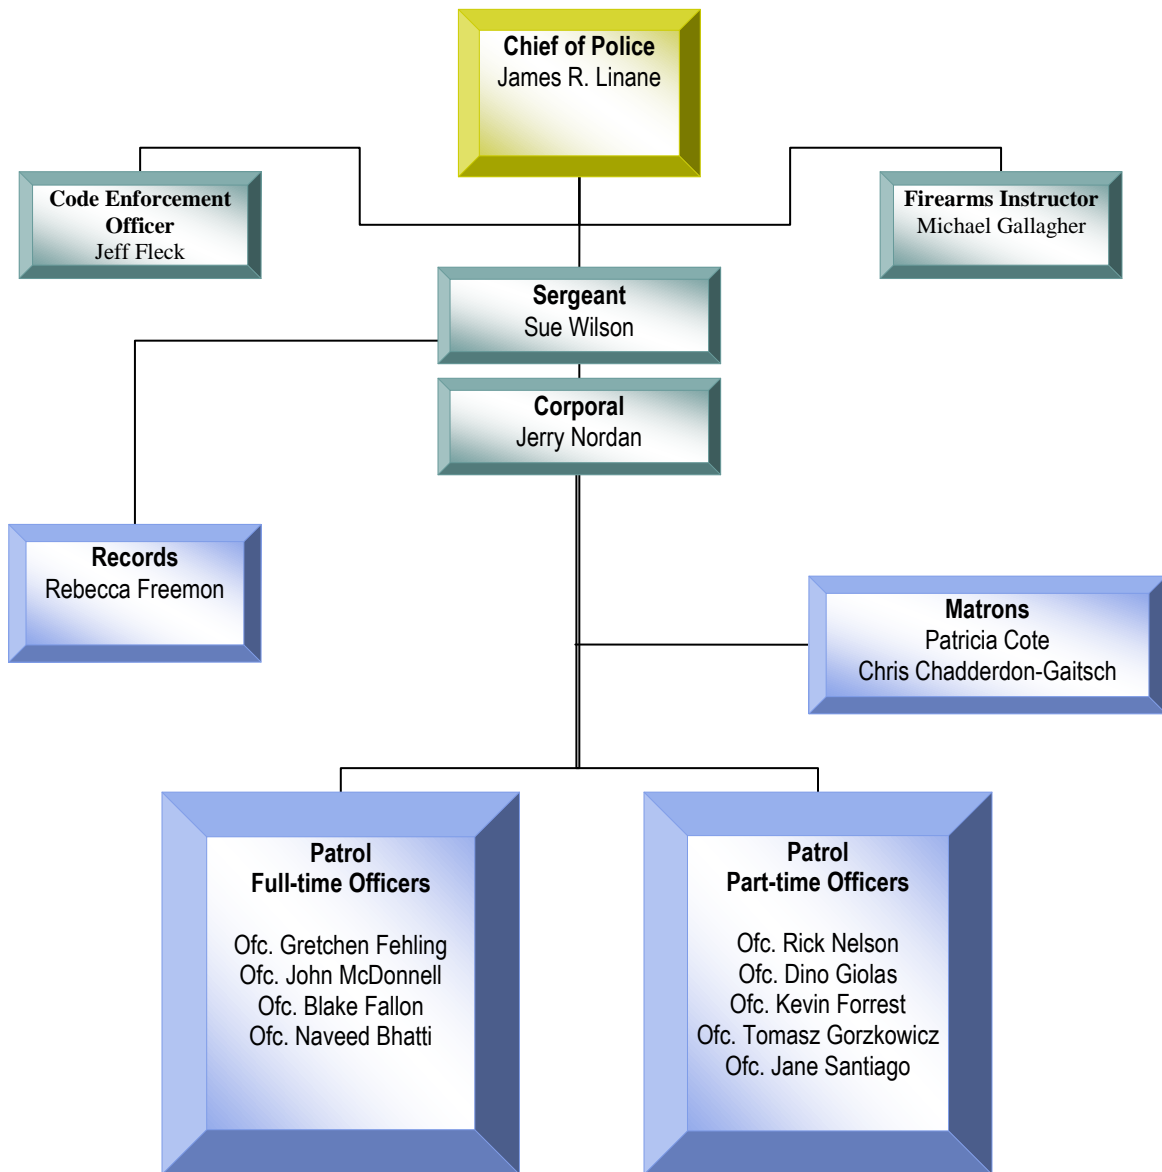 Chief of Police
James R. Linane
Code Enforcement
Officer
Jeff Fleck
Firearms Instructor
Michael Gallagher
Sergeant
Sue Wilson
Corporal
Jerry Nordan
Records
Rebecca Freemon
Matrons
Patricia Cote
Chris Chadderdon-Gaitsch
Patrol
Full-time Officers
Ofc. Gretchen Fehling
Ofc. John McDonnell
Ofc. Blake Fallon
Ofc. Naveed Bhatti
Patrol
Part-time Officers
Ofc. Rick Nelson
Ofc. Dino Giolas
Ofc. Kevin Forrest
Ofc. Tomasz Gorzkowicz
Ofc. Jane Santiago